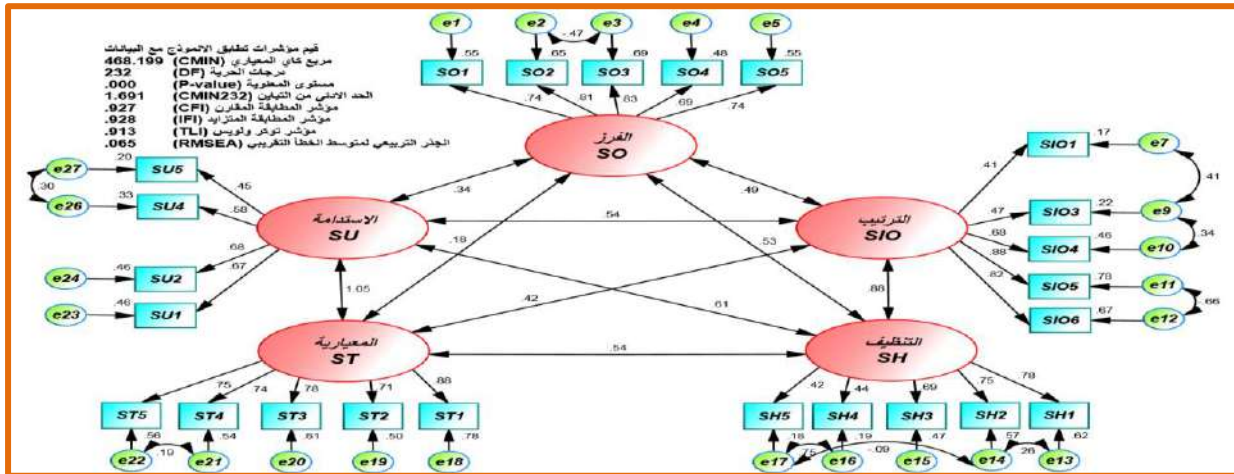 e1 e2 e3 e4 e5
-.47
قيم مؤشرات تطابق الانموذج مع البيانات
مربع كاي المعياري (CMIN) 468.199
درجات الحرية (DF) 232
مستوى المعنوية (P-value) .000
الحد الادنى من التباين (CMIN232) 1.691
مؤشر المطابقة المقارن (CFI) .927
مؤشر المطابقة المتزايد (IFI) .928
مؤشر توكر ولويس (TLI) .913
الجذر التربيعي لمتوسط الخطأ التقريبي (RMSEA) .065
.55 .65 .69 .48 .55
SO1 SO2 SO3 SO4 SO5
.74 .81 .83 .69 .74
الفرز
SO
e27 .20 SU5 .45
.30
e26 .33 SU4 .58
.34 .49
SIO1 .17 e7
.41 .41
الاستدامة
SU
.54
الترتيب
SIO
.47 SIO3 .22 e9
.34
.68 SIO4 .46 e10
.88 SIO5 .78 e11
.66
.82 SIO6 .67 e12
.18 .53
e24 .46 SU2 .68
e23 .46 SU1 .67
1.05 .42 .61 .88
المعيارية
ST
.54
التنظيف
SH
.75 .74 .78 .71 .88
.42 .44 .69 .75 .78
ST5 ST4 ST3 ST2 ST1
SH5 SH4 SH3 SH2 SH1
.56 .54 .61 .50 .78
.18 .19 .47 .57 .62
e22 .19 e21 e20 e19 e18
e17 .75 e16 -.09 e15 e14 .26 e13